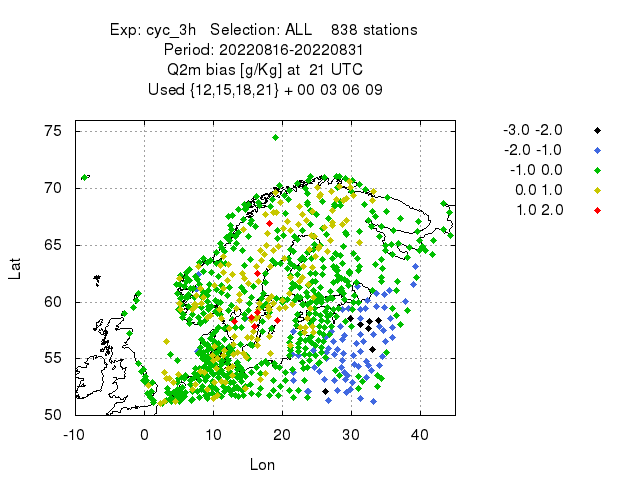 Exp: cyc_3h   Selection: ALL    838 stations
Period: 20220816-20220831
Q2m bias [g/Kg] at  21 UTC
Used {12,15,18,21} + 00 03 06 09
-3.0 -2.0
-2.0 -1.0
-1.0 0.0
0.0 1.0
1.0 2.0
75
70
65
60
55
50
Lat
-10 0 10 20 30 40
Lon